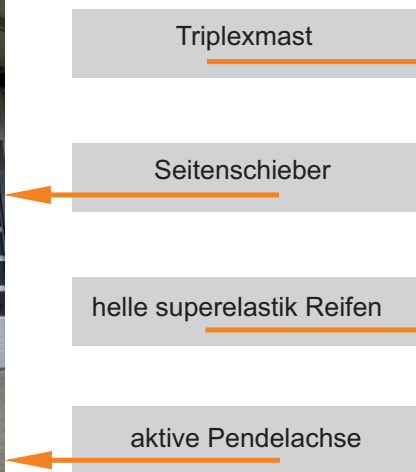 Triplexmast
Seitenschieber
helle superelastik Reifen
aktive Pendelachse